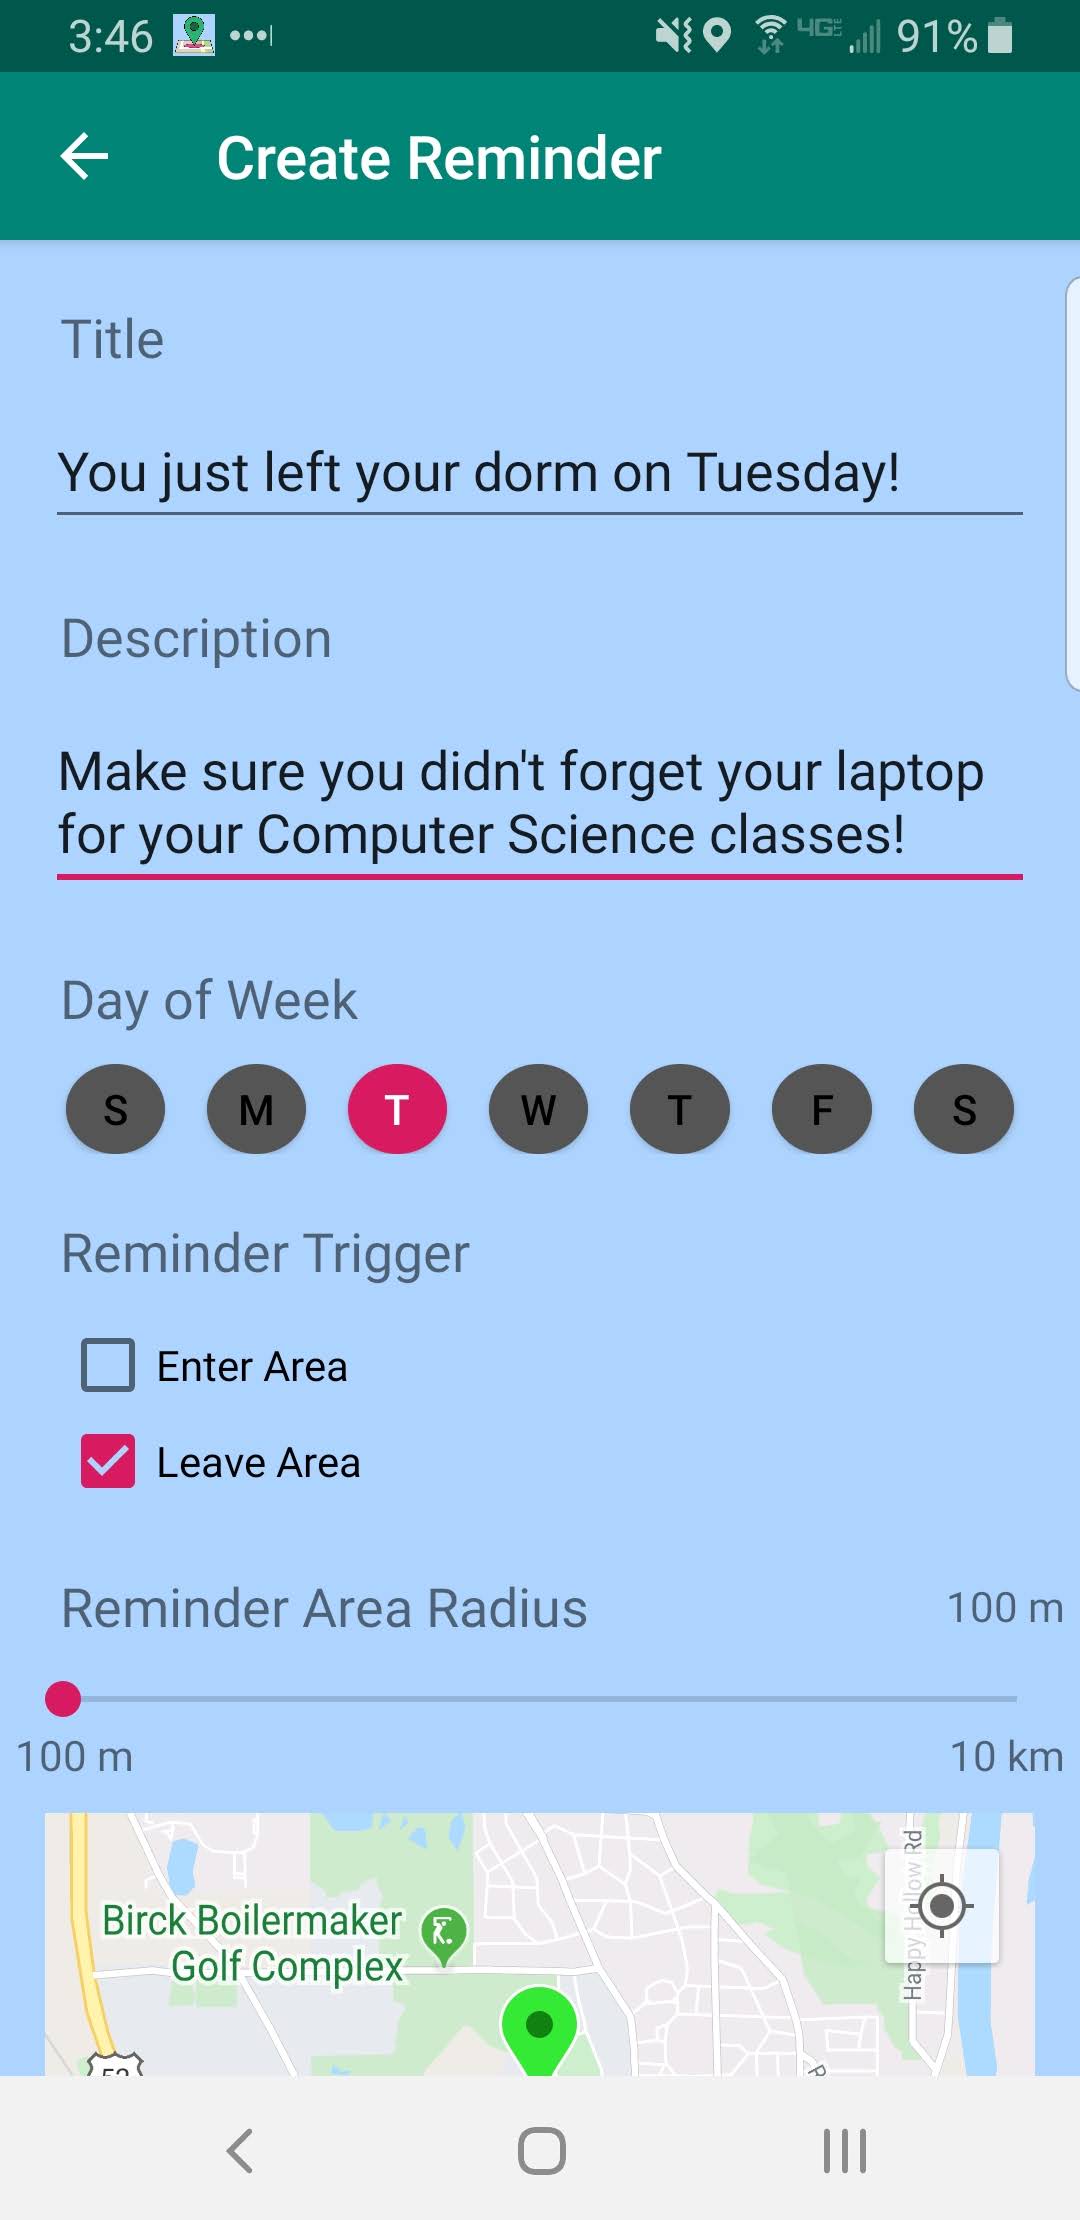 3:46 4GE 91%
Create Reminder
Title
You just left your dorm on Tuesday!
Description
Make sure you didn't forget your laptop
for your Computer Science classes!
Day of Week
S M T W T F S
Reminder Trigger
Enter Area
Leave Area
Reminder Area Radius 100 m
100 m 10 km
Birck Boilermaker
Golf Complex
Happy Hollow Rd